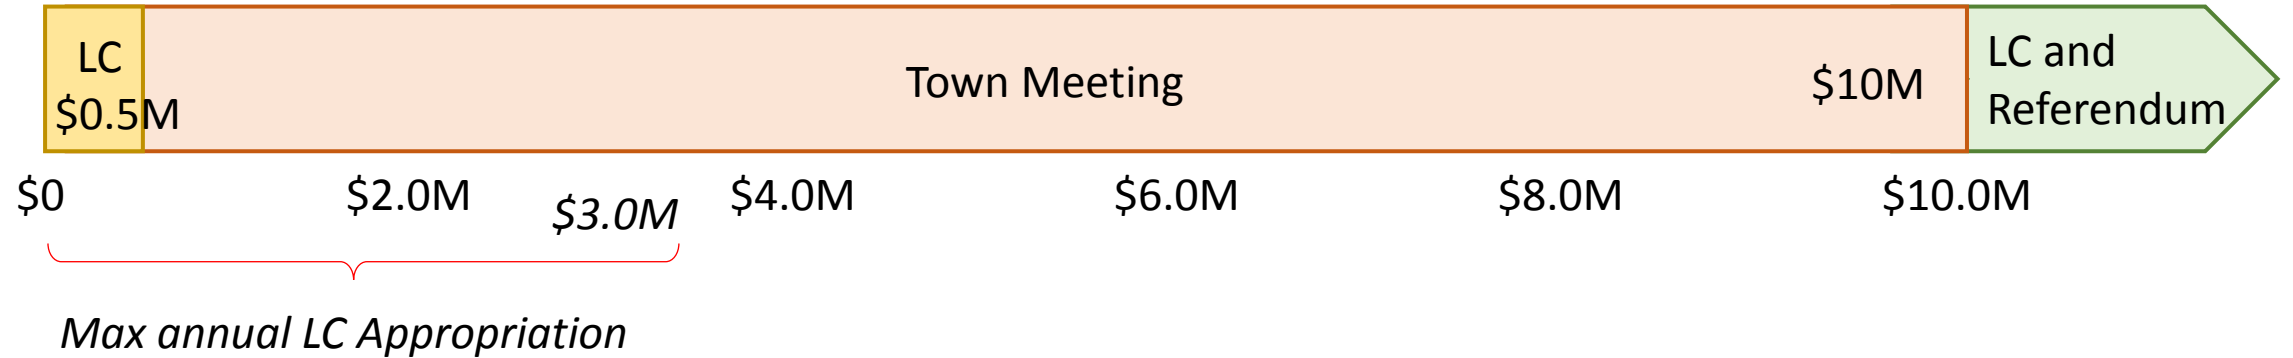 LC
$0.5M
Town Meeting
$10M
LC and
Referendum
$0
$2.0M
$3.0M
$4.0M
$6.0M
$8.0M
$10.0M
Max annual LC Appropriation